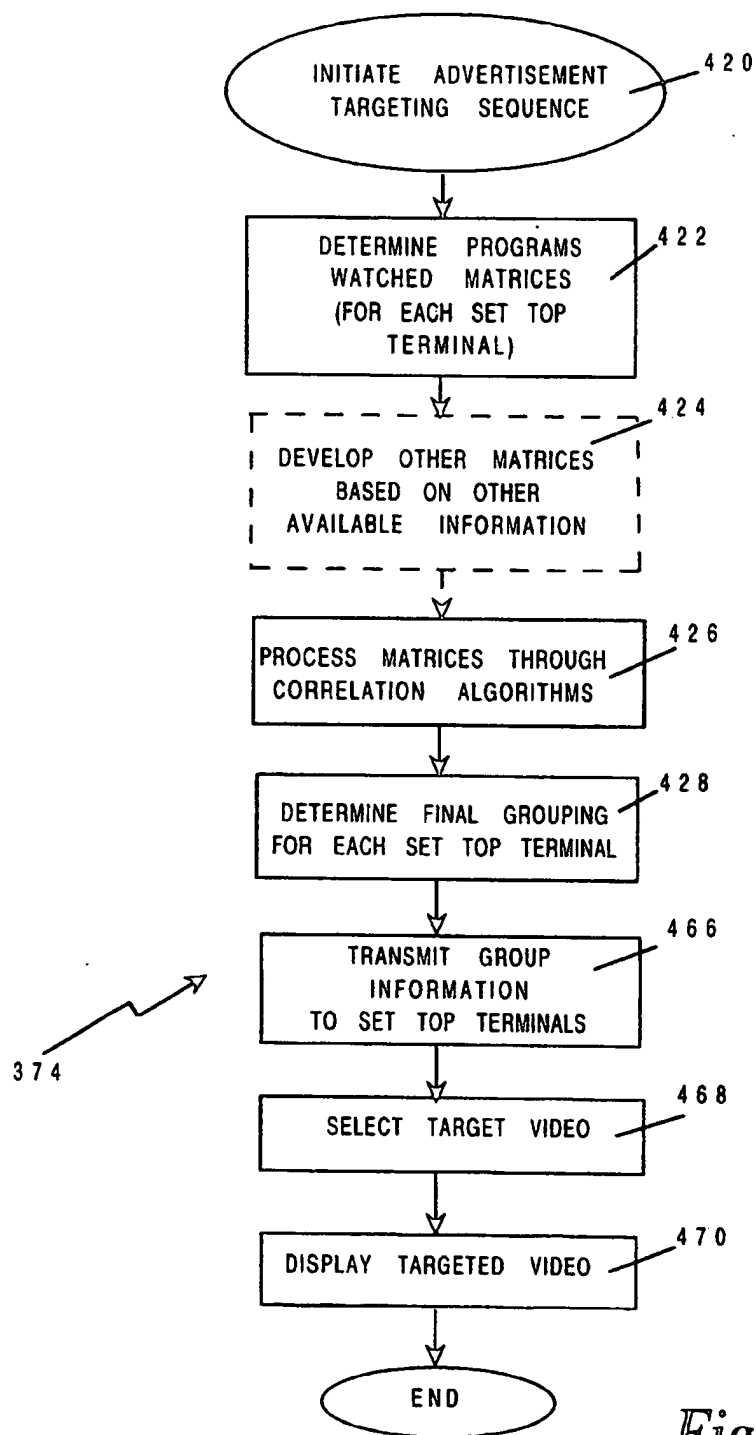 INITIATE ADVERTISEMENT
TARGETING SEQUENCE
420
DETERMINE PROGRAMS
WATCHED MATRICES
(FOR EACH SET TOP
TERMINAL)
422
DEVELOP OTHER MATRICES
BASED ON OTHER
AVAILABLE INFORMATION
424
PROCESS MATRICES THROUGH
CORRELATION ALGORITHMS
426
DETERMINE FINAL GROUPING
FOR EACH SET TOP TERMINAL
428
TRANSMIT GROUP
INFORMATION
TO SET TOP TERMINALS
466
374
SELECT TARGET VIDEO
468
DISPLAY TARGETED VIDEO
470
END
Fig